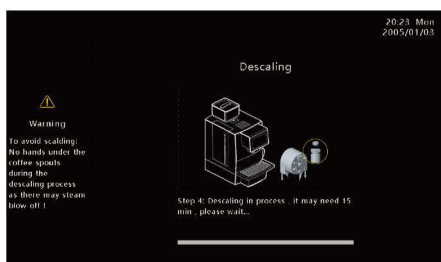 20:23 Mon
2005/01/03
Descaling
Warning
To avoid scalding:
No hands under the
coffee spouts
during the
descaling process
as there may steam
blow off !
Step 4: Descaling in process , it may need 15
min , please wait...